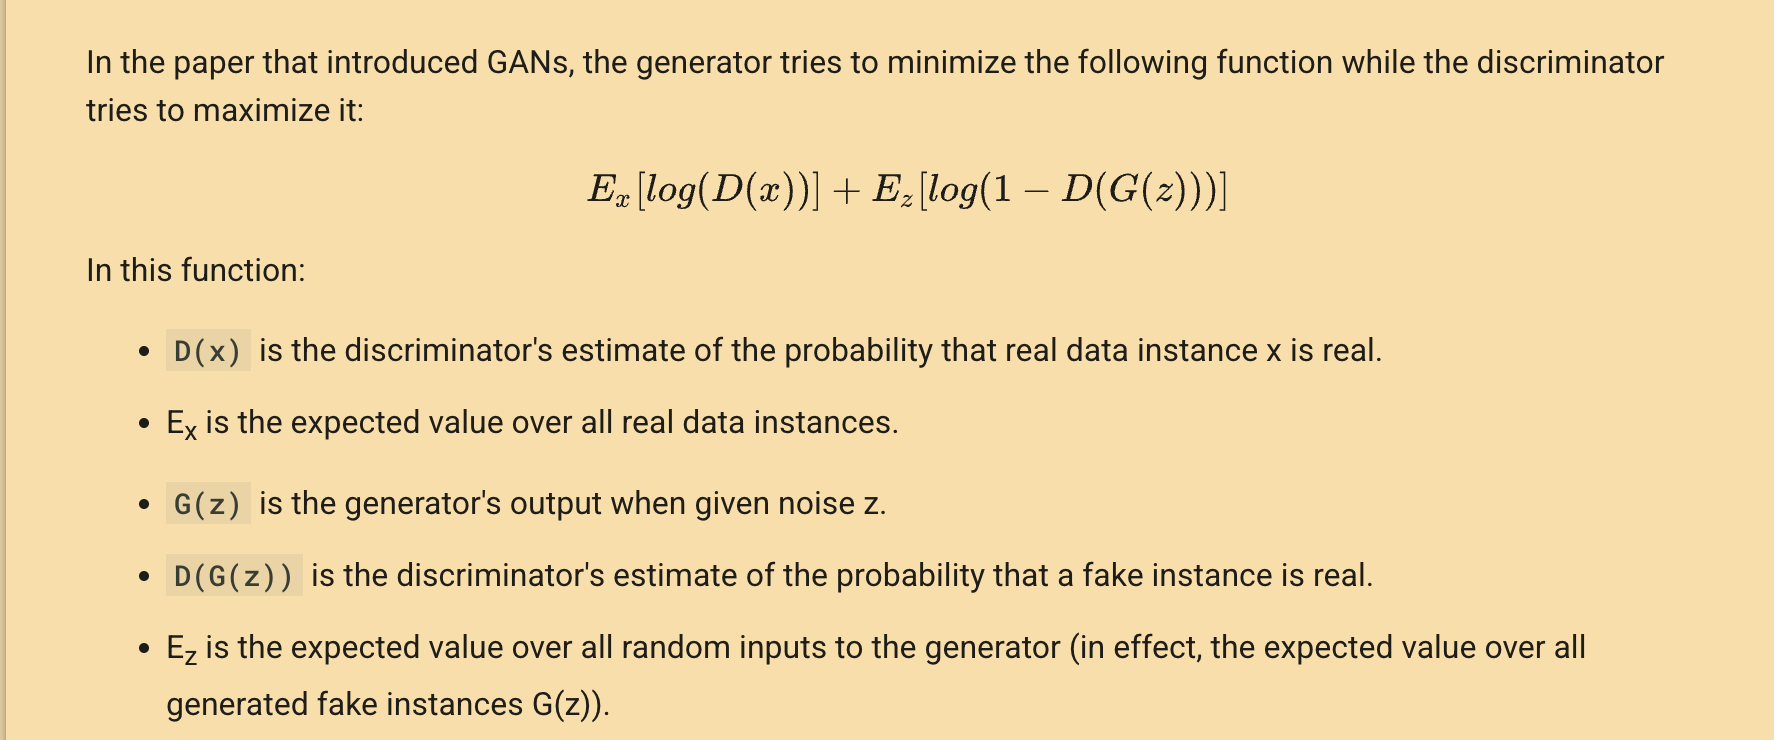 In the paper that introduced GANs, the generator tries to minimize the following function while the discriminator
tries to maximize it:
E_x[log(D(x))] + E_z[log(1 − D(G(z)))]
In this function:
• D(x) is the discriminator's estimate of the probability that real data instance x is real.
• E_x is the expected value over all real data instances.
• G(z) is the generator's output when given noise z.
• D(G(z)) is the discriminator's estimate of the probability that a fake instance is real.
• E_z is the expected value over all random inputs to the generator (in effect, the expected value over all
generated fake instances G(z)).